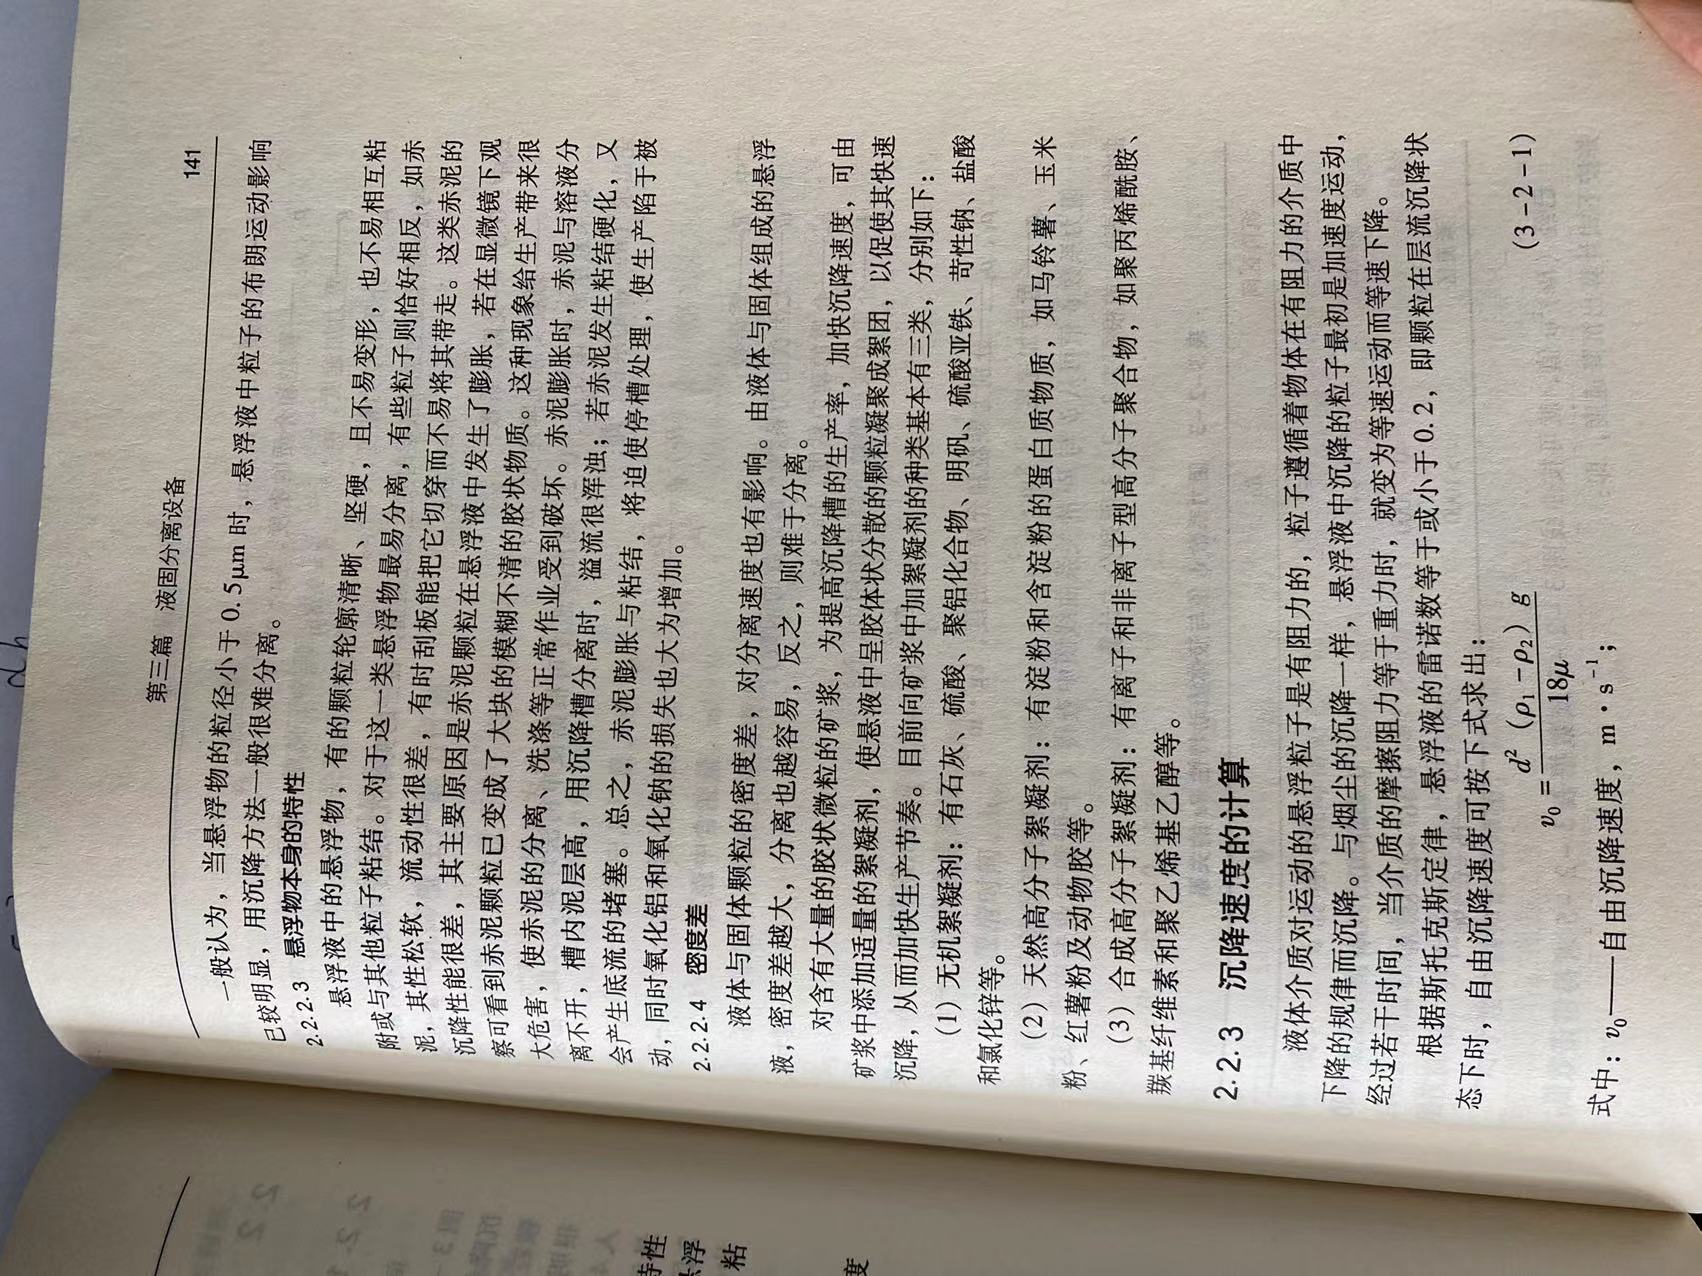 第三篇 液固分离设备 141
一般认为，当悬浮物的粒径小于 0.5μm 时，悬浮液中粒子的布朗运动影响
已较明显，用沉降方法一般很难分离。
2.2.2.3 悬浮物本身的特性
悬浮液中的悬浮物，有的颗粒轮廓清晰、坚硬，且不易变形，也不易相互粘
附或与其他粒子粘结。对于这一类悬浮物最易分离，有些粒子则恰好相反，如赤
泥，其性松软，流动性很差，有时刮板能把它切穿而不易将其带走。这类赤泥的
沉降性能很差，其主要原因是赤泥颗粒在悬浮液中发生了膨胀，若在显微镜下观
察可看到赤泥颗粒已变成了大块的模糊不清的胶状物质。这种现象给生产带来很
大危害，使赤泥的分离、洗涤等正常作业受到破坏。赤泥膨胀时，赤泥与溶液分
离不开，槽内泥层高，用沉降槽分离时，溢流很浑浊；若赤泥发生粘结硬化，又
会产生底流的堵塞。总之，赤泥膨胀与粘结，将迫使停槽处理，使生产陷于被
动，同时氧化铝和氧化钠的损失也大为增加。
2.2.2.4 密度差
液体与固体颗粒的密度差，对分离速度也有影响。由液体与固体组成的悬浮
液，密度差越大，分离也越容易，反之，则难于分离。
对含有大量的胶状微粒的矿浆，为提高沉降槽的生产率，加快沉降速度，可由
矿浆中添加适量的絮凝剂，使悬液中呈胶体状分散的颗粒凝聚成絮团，以促使其快速
沉降，从而加快生产节奏。目前向矿浆中加絮凝剂的种类基本有三类，分别如下：
(1) 无机絮凝剂：有石灰、硫酸、聚铝化合物、明矾、硫酸亚铁、苛性钠、盐酸
和氯化锌等。
(2) 天然高分子絮凝剂：有淀粉和含淀粉的蛋白质物质，如马铃薯、玉米
粉、红薯粉及动物胶等。
(3) 合成高分子絮凝剂：有离子和非离子型高分子聚合物，如聚丙烯酰胺、
羰基纤维素和聚乙烯基乙醇等。
2.2.3 沉降速度的计算
液体介质对运动的悬浮粒子是有阻力的，粒子遵循着物体在有阻力的介质中
下降的规律而沉降。与烟尘的沉降一样，悬浮液中沉降的粒子最初是加速度运动，
经过若干时间，当介质的摩擦阻力等于重力时，就变为等速运动而等速下降。
根据斯托克斯定律，悬浮液的雷诺数等于或小于 0.2，即颗粒在层流沉降状
态下时，自由沉降速度可按下式求出：
v₀ = d² (ρ₁ - ρ₂) g / 18μ (3-2-1)
式中：v₀——自由沉降速度，m·s⁻¹；
特性
悬浮
粘
度